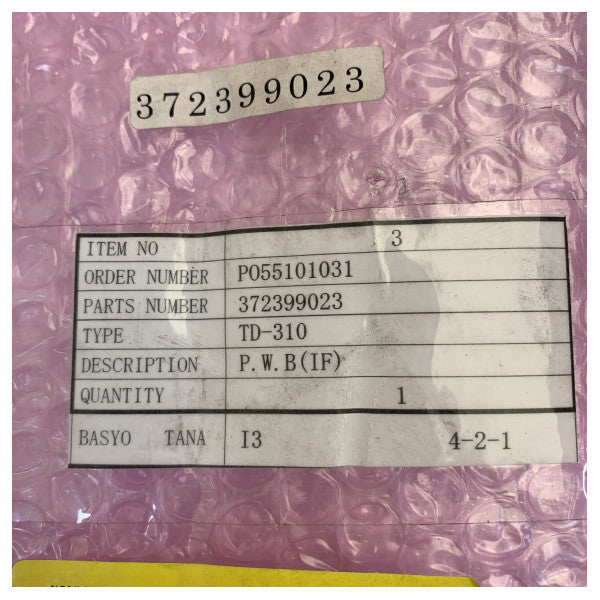 372399023
ITEM NO 3
ORDER NUMBER P055101031
PARTS NUMBER 372399023
TYPE TD-310
DESCRIPTION P.W.B(IF)
QUANTITY 1
BASYO TANA I3 4-2-1